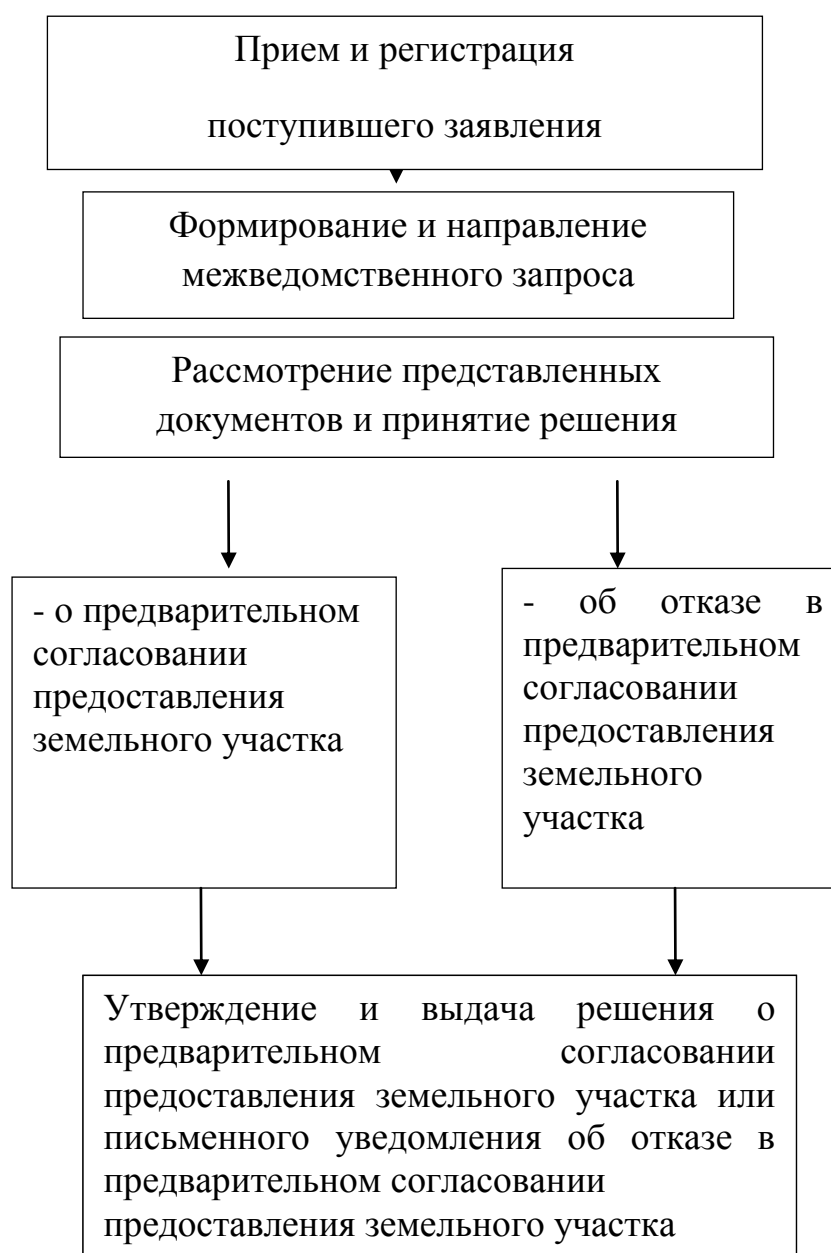 Прием и регистрация
поступившего заявления
Формирование и направление
межведомственного запроса
Рассмотрение представленных
документов и принятие решения
- о предварительном
согласовании
предоставления
земельного участка
- об отказе в
предварительном
согласовании
предоставления
земельного
участка
Утверждение и выдача решения о
предварительном согласовании
предоставления земельного участка или
письменного уведомления об отказе в
предварительном согласовании
предоставления земельного участка